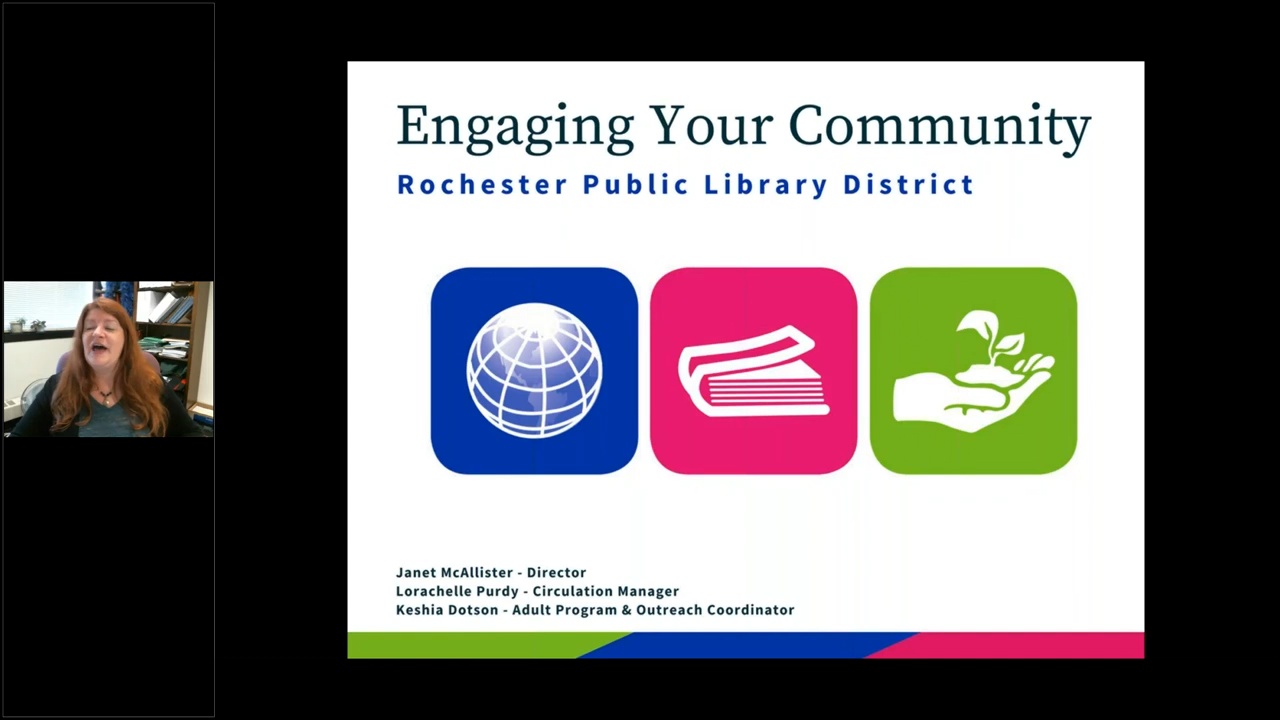 Engaging Your Community
Rochester Public Library District
Janet McAllister - Director
Lorachelle Purdy - Circulation Manager
Keshia Dotson - Adult Program & Outreach Coordinator